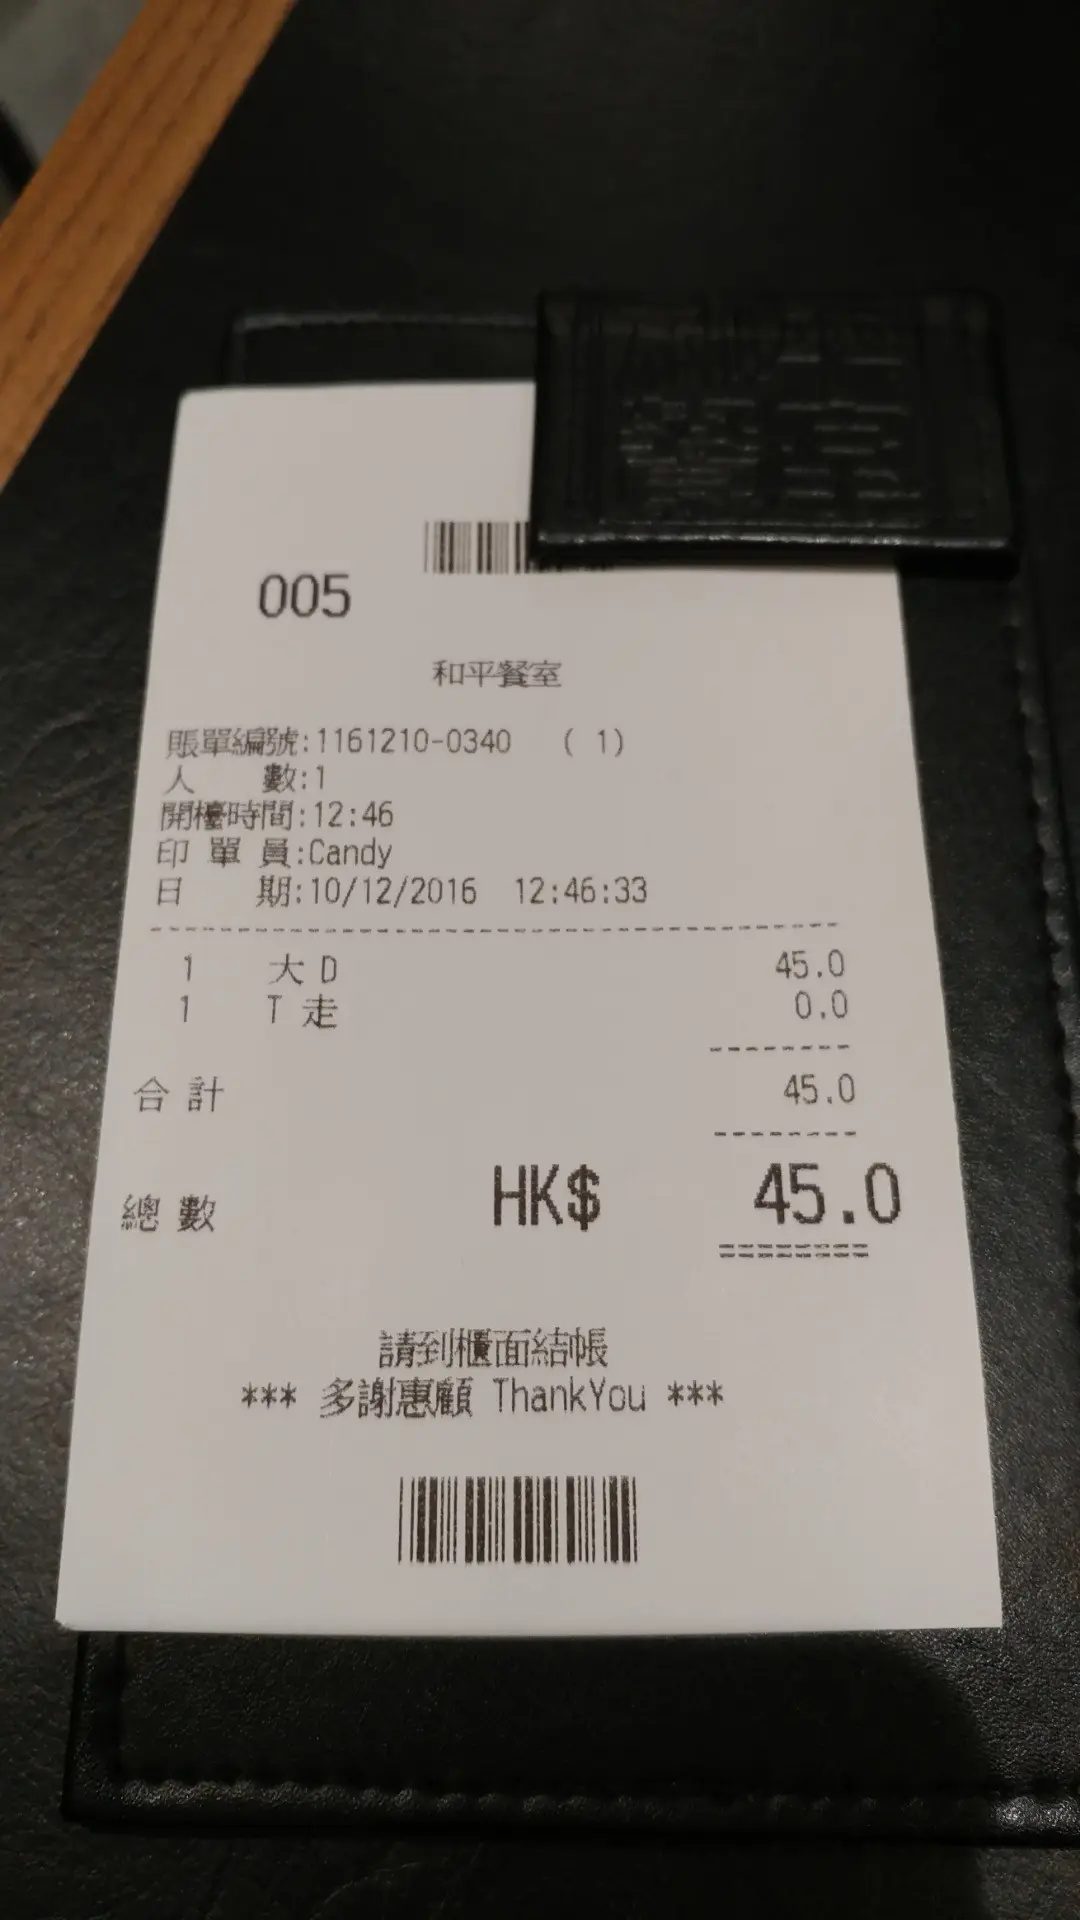 005
和平餐室
賬單編號:1161210-0340 ( 1)
人 數:1
開檯時間:12:46
印 單 員:Candy
日 期:10/12/2016 12:46:33
1 大 D 45.0
1 T 走 0.0
合 計 45.0
總 數 HK$ 45.0
請到櫃面結帳
*** 多謝惠顧 ThankYou ***